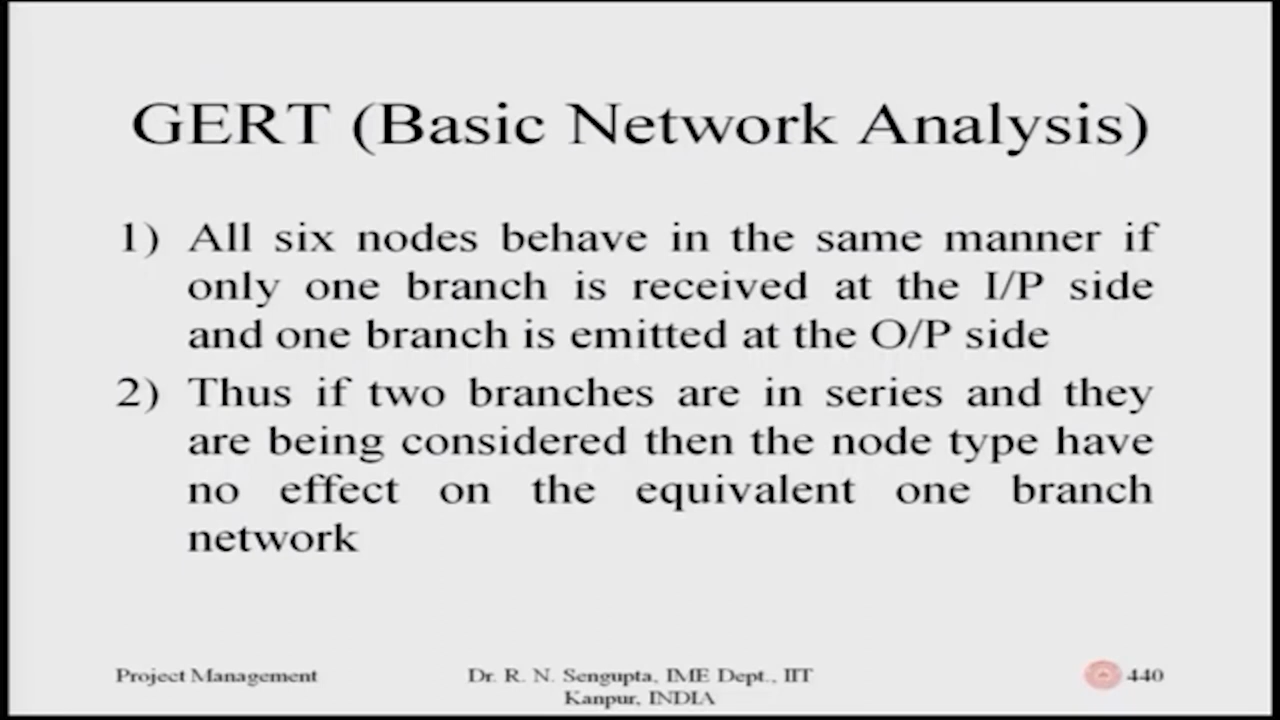 GERT (Basic Network Analysis)
1) All six nodes behave in the same manner if
only one branch is received at the I/P side
and one branch is emitted at the O/P side
2) Thus if two branches are in series and they
are being considered then the node type have
no effect on the equivalent one branch
network
Project Management
Dr. R. N. Sengupta, IME Dept., IIT
Kanpur, INDIA
440